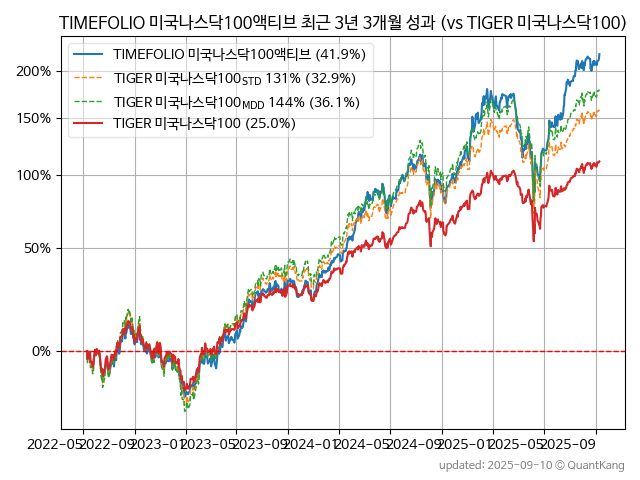 TIMEFOLIO 미국나스닥100액티브 최근 3년 3개월 성과 (vs TIGER 미국나스닥100)
TIMEFOLIO 미국나스닥100액티브 (41.9%)
TIGER 미국나스닥100STD 131% (32.9%)
TIGER 미국나스닥100MDD 144% (36.1%)
TIGER 미국나스닥100 (25.0%)
200%
150%
100%
50%
0%
2022-05 2022-09 2023-01 2023-05 2023-09 2024-01 2024-05 2024-09 2025-01 2025-05 2025-09
updated: 2025-09-10 © QuantKang